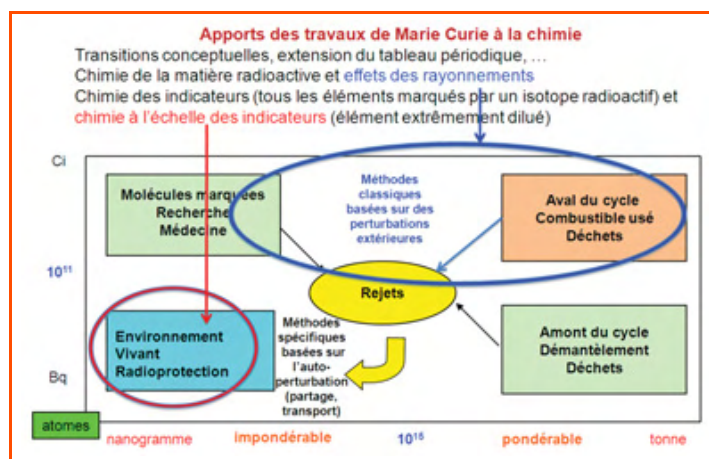 Apports des travaux de Marie Curie à la chimie
Transitions conceptuelles, extension du tableau périodique, …
Chimie de la matière radioactive et effets des rayonnements
Chimie des indicateurs (tous les éléments marqués par un isotope radioactif) et
chimie à l'échelle des indicateurs (élément extrêmement dilué)
Ci
Molécules marquées
Recherche
Médecine
Méthodes
classiques
basées sur des
perturbations
extérieures
Aval du cycle
Combustible usé
Déchets
10¹¹
Rejets
Environnement
Vivant
Radioprotection
Méthodes
spécifiques
basées sur
l'auto-
perturbation
(partage,
transport)
Amont du cycle
Démantèlement
Déchets
Bq
atomes
nanogramme
impondérable
10¹⁵
pondérable
tonne